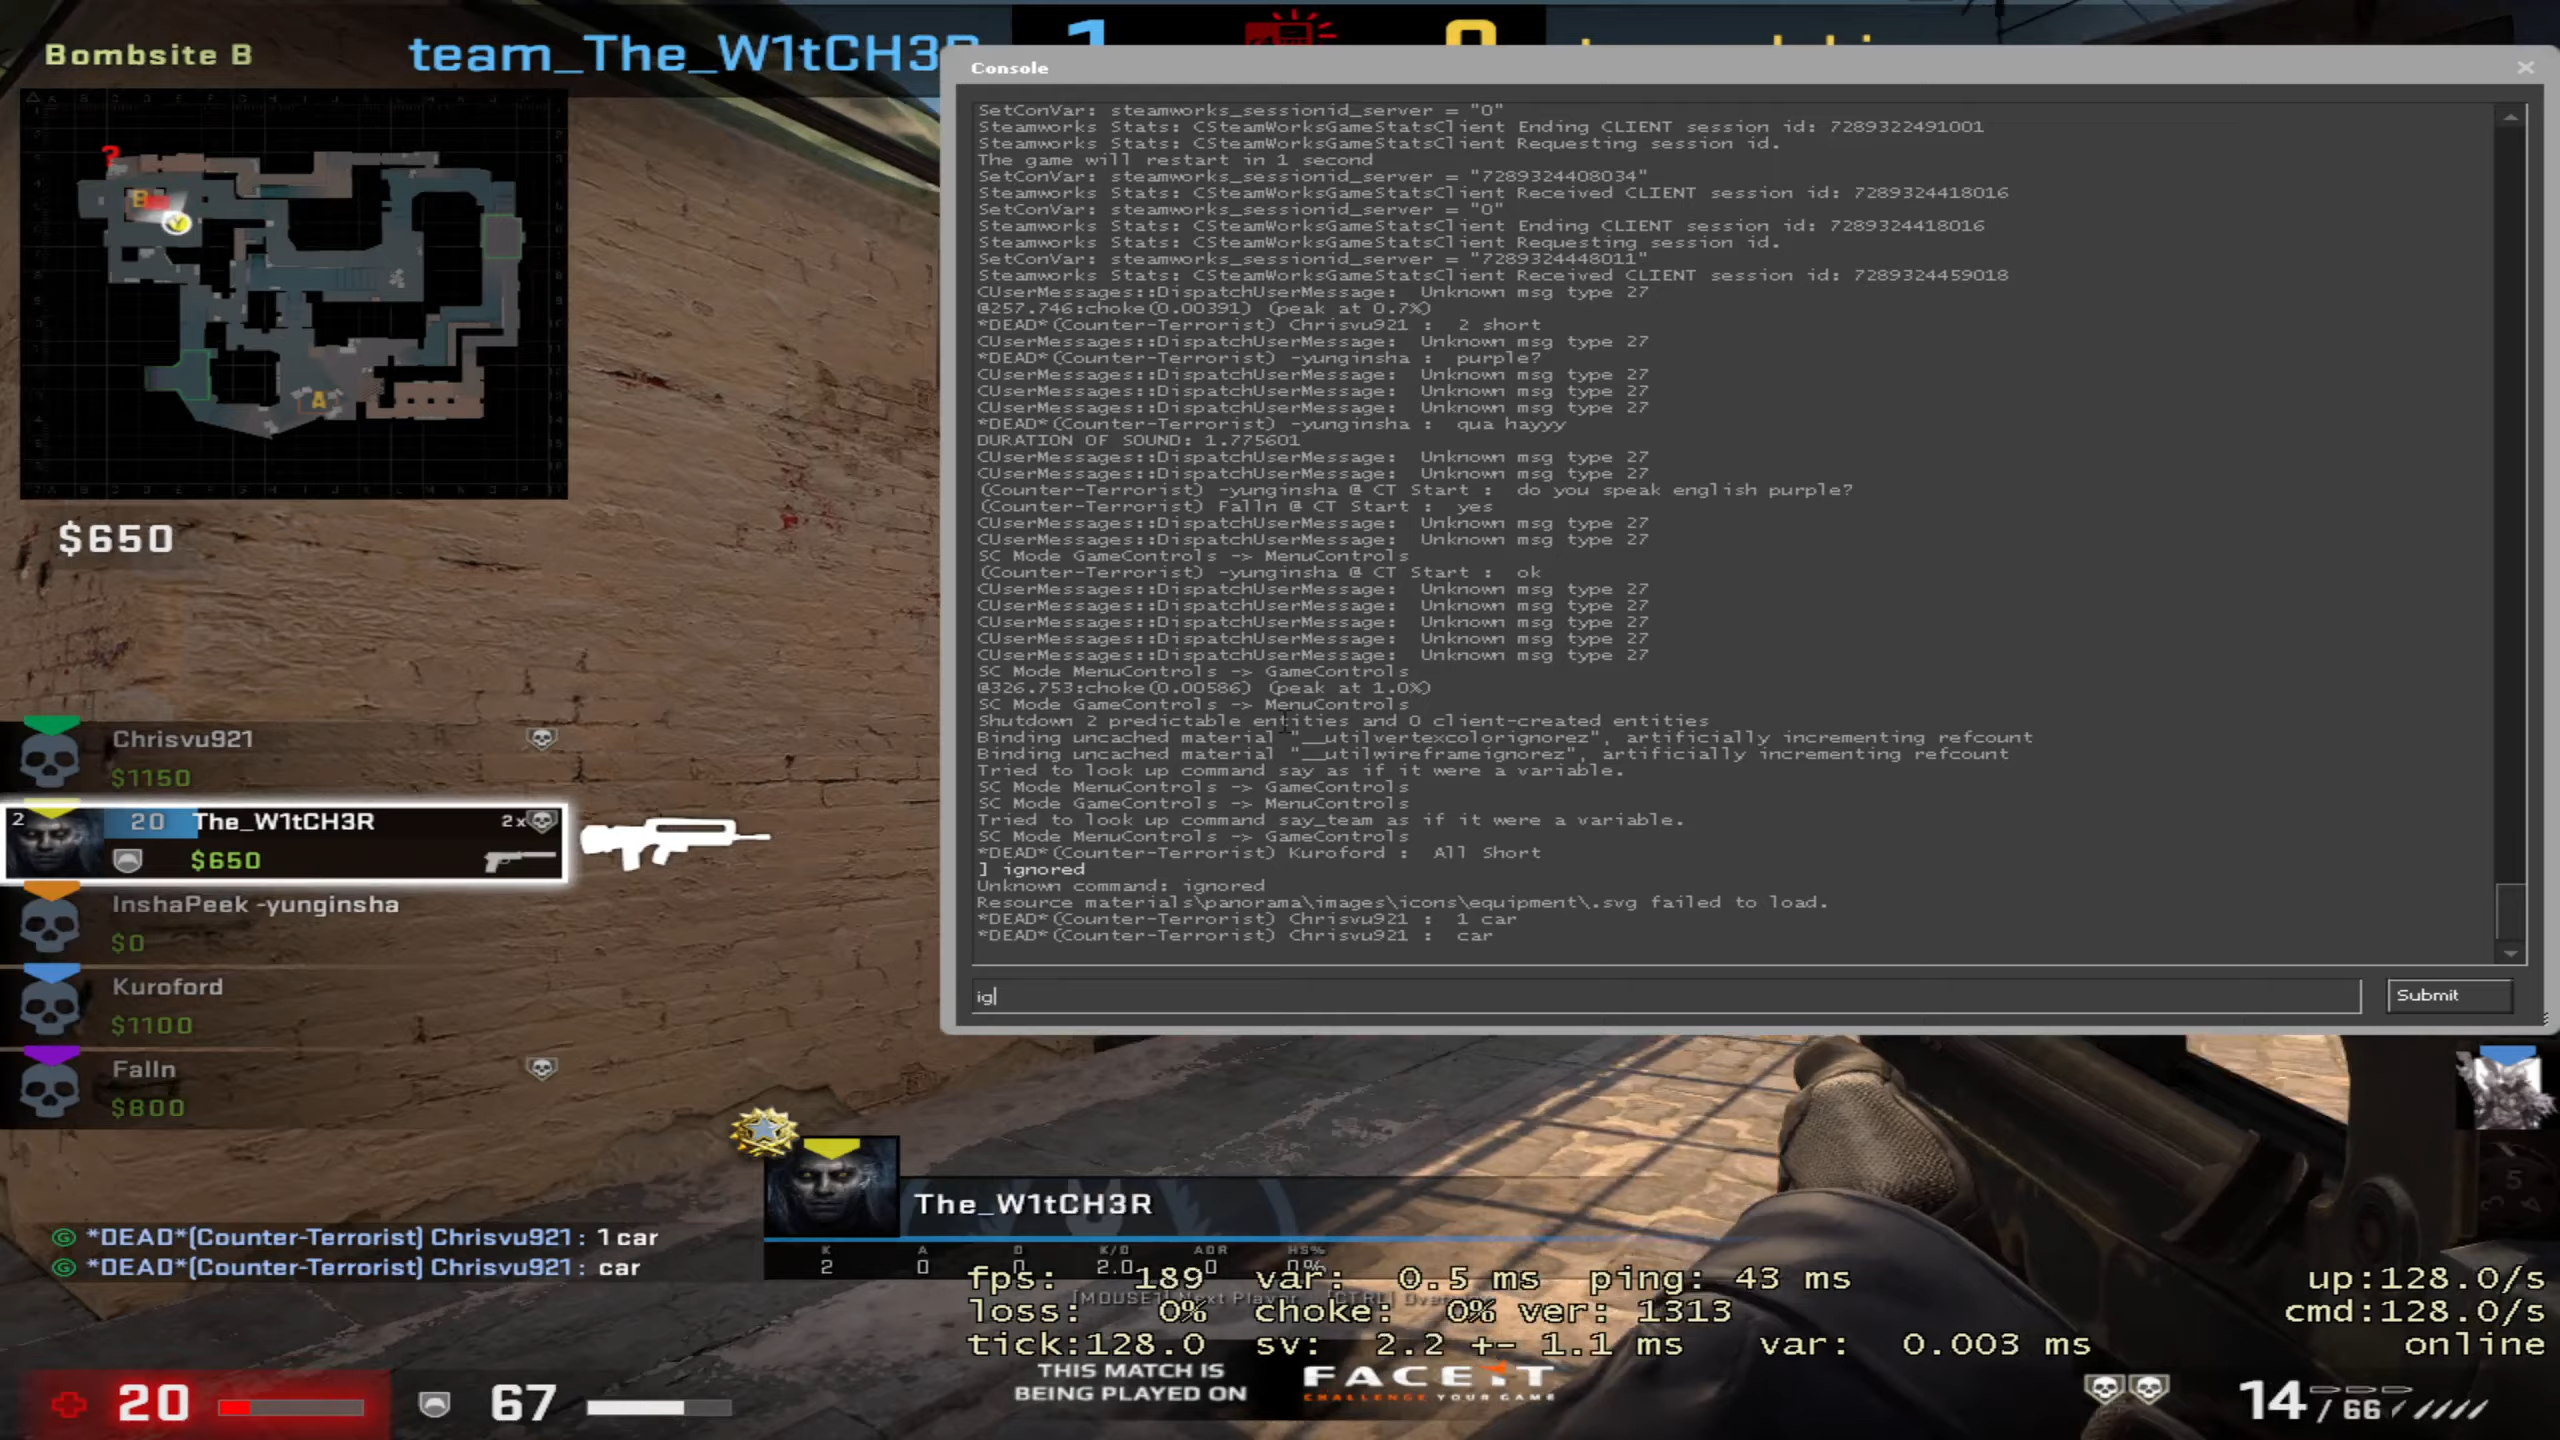 Bombsite B
team_The_W1tCH3R
1
0
Console
SetConVar: steamworks_sessionid_server = "0"
Steamworks Stats: CSteamWorksGameStatsClient Ending CLIENT session id: 7289322491001
Steamworks Stats: CSteamWorksGameStatsClient Requesting session id.
The game will restart in 1 second
SetConVar: steamworks_sessionid_server = "7289324408034"
Steamworks Stats: CSteamWorksGameStatsClient Received CLIENT session id: 7289324418016
SetConVar: steamworks_sessionid_server = "0"
Steamworks Stats: CSteamWorksGameStatsClient Ending CLIENT session id: 7289324418016
Steamworks Stats: CSteamWorksGameStatsClient Requesting session id.
SetConVar: steamworks_sessionid_server = "7289324448011"
Steamworks Stats: CSteamWorksGameStatsClient Received CLIENT session id: 7289324459018
CUserMessages::DispatchUserMessage:  Unknown msg type 27
@257.746:choke(0.00391) (peak at 0.7%)
*DEAD*(Counter-Terrorist) Chrisvu921 :  2 short
CUserMessages::DispatchUserMessage:  Unknown msg type 27
*DEAD*(Counter-Terrorist) -yunginsha :  purple?
CUserMessages::DispatchUserMessage:  Unknown msg type 27
CUserMessages::DispatchUserMessage:  Unknown msg type 27
CUserMessages::DispatchUserMessage:  Unknown msg type 27
*DEAD*(Counter-Terrorist) -yunginsha :  qua hayyy
DURATION OF SOUND: 1.775601
CUserMessages::DispatchUserMessage:  Unknown msg type 27
CUserMessages::DispatchUserMessage:  Unknown msg type 27
(Counter-Terrorist) -yunginsha @ CT Start :  do you speak english purple?
(Counter-Terrorist) Falln @ CT Start :  yes
CUserMessages::DispatchUserMessage:  Unknown msg type 27
CUserMessages::DispatchUserMessage:  Unknown msg type 27
SC Mode GameControls -> MenuControls
(Counter-Terrorist) -yunginsha @ CT Start :  ok
CUserMessages::DispatchUserMessage:  Unknown msg type 27
CUserMessages::DispatchUserMessage:  Unknown msg type 27
CUserMessages::DispatchUserMessage:  Unknown msg type 27
CUserMessages::DispatchUserMessage:  Unknown msg type 27
CUserMessages::DispatchUserMessage:  Unknown msg type 27
SC Mode MenuControls -> GameControls
@326.753:choke(0.00586) (peak at 1.0%)
SC Mode GameControls -> MenuControls
Shutdown 2 predictable entities and 0 client-created entities
Binding uncached material "__utilvertexcolorignorez", artificially incrementing refcount
Binding uncached material "__utilwireframeignorez", artificially incrementing refcount
Tried to look up command say as if it were a variable.
SC Mode MenuControls -> GameControls
SC Mode GameControls -> MenuControls
Tried to look up command say_team as if it were a variable.
SC Mode MenuControls -> GameControls
*DEAD*(Counter-Terrorist) Kuroford :  All Short
] ignored
Unknown command: ignored
Resource materials\panorama\images\icons\equipment\.svg failed to load.
*DEAD*(Counter-Terrorist) Chrisvu921 :  1 car
*DEAD*(Counter-Terrorist) Chrisvu921 :  car
ig
Submit
?
B
A
$650
Chrisvu921
$1150
2 20 The_W1tCH3R 2x
$650
InshaPeek -yunginsha
$0
Kuroford
$1100
Falln
$800
*DEAD*(Counter-Terrorist) Chrisvu921 : 1 car
*DEAD*(Counter-Terrorist) Chrisvu921 : car
The_W1tCH3R
K A D K/D ADR HS%
2 0 0 2.0 0 0%
fps: 189 var: 0.5 ms ping: 43 ms
loss: 0% choke: 0% ver: 1313
tick:128.0 sv: 2.2 +- 1.1 ms var: 0.003 ms
up:128.0/s
cmd:128.0/s
online
THIS MATCH IS
BEING PLAYED ON
FACEIT
CHALLENGE YOUR GAME
20
67
14 / 66